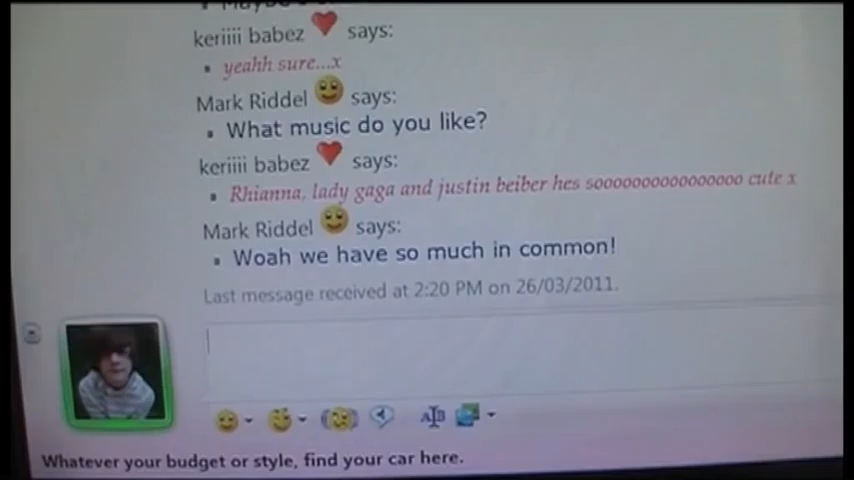 keriiii babez says:
yeahh sure...x
Mark Riddel says:
What music do you like?
keriiii babez says:
Rhianna, lady gaga and justin beiber hes soooooooooooooooo cute x
Mark Riddel says:
Woah we have so much in common!
Last message received at 2:20 PM on 26/03/2011.
Whatever your budget or style, find your car here.